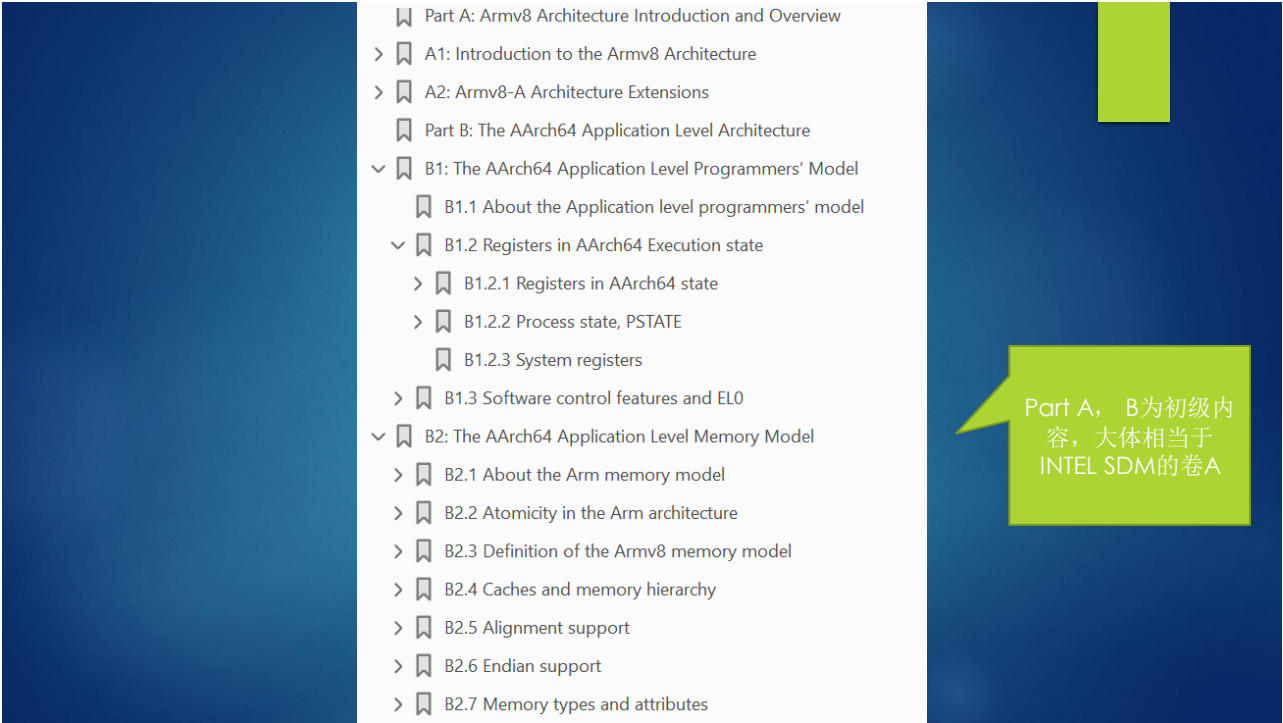 Part A: Armv8 Architecture Introduction and Overview
A1: Introduction to the Armv8 Architecture
A2: Armv8-A Architecture Extensions
Part B: The AArch64 Application Level Architecture
B1: The AArch64 Application Level Programmers’ Model
B1.1 About the Application level programmers’ model
B1.2 Registers in AArch64 Execution state
B1.2.1 Registers in AArch64 state
B1.2.2 Process state, PSTATE
B1.2.3 System registers
B1.3 Software control features and EL0
B2: The AArch64 Application Level Memory Model
B2.1 About the Arm memory model
B2.2 Atomicity in the Arm architecture
B2.3 Definition of the Armv8 memory model
B2.4 Caches and memory hierarchy
B2.5 Alignment support
B2.6 Endian support
B2.7 Memory types and attributes
Part A， B为初级内
容，大体相当于
INTEL SDM的卷A